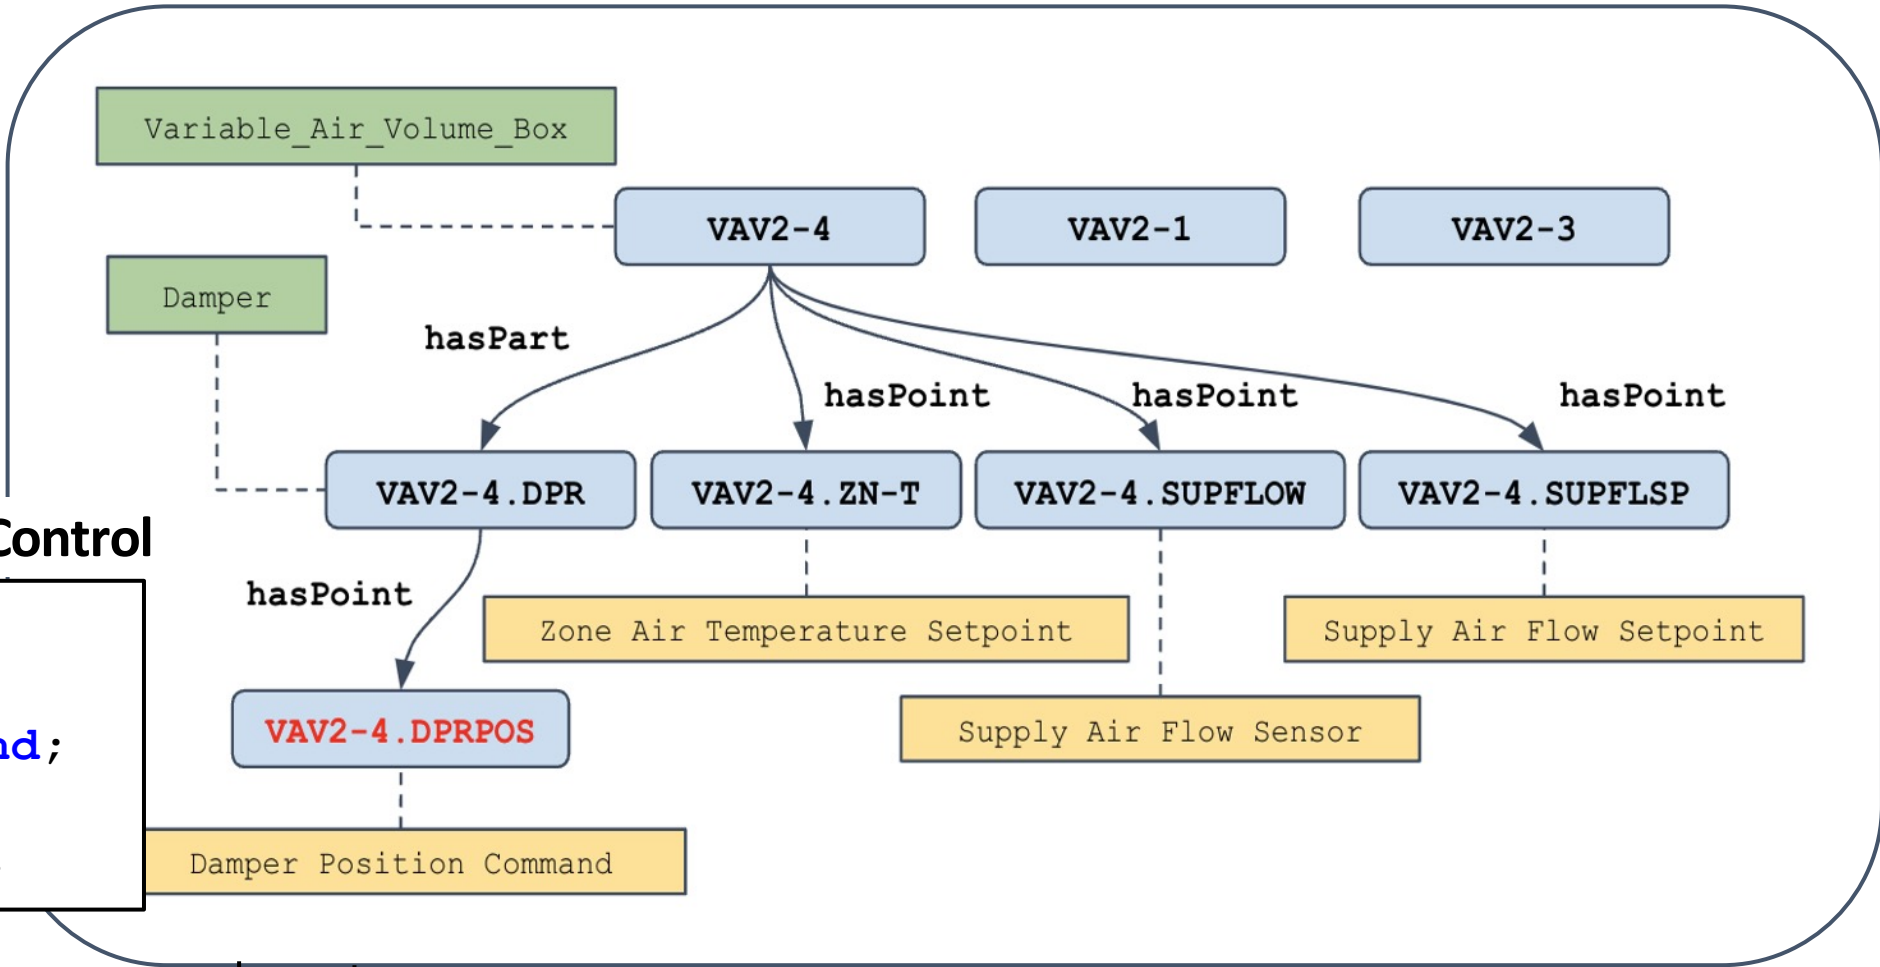 Variable_Air_Volume_Box
VAV2-4 VAV2-1 VAV2-3
Damper
hasPart
hasPoint hasPoint hasPoint
VAV2-4.DPR VAV2-4.ZN-T VAV2-4.SUPFLOW VAV2-4.SUPFLSP
Control
hasPoint
Zone Air Temperature Setpoint Supply Air Flow Setpoint
VAV2-4.DPRPOS Supply Air Flow Sensor
nd;
Damper Position Command